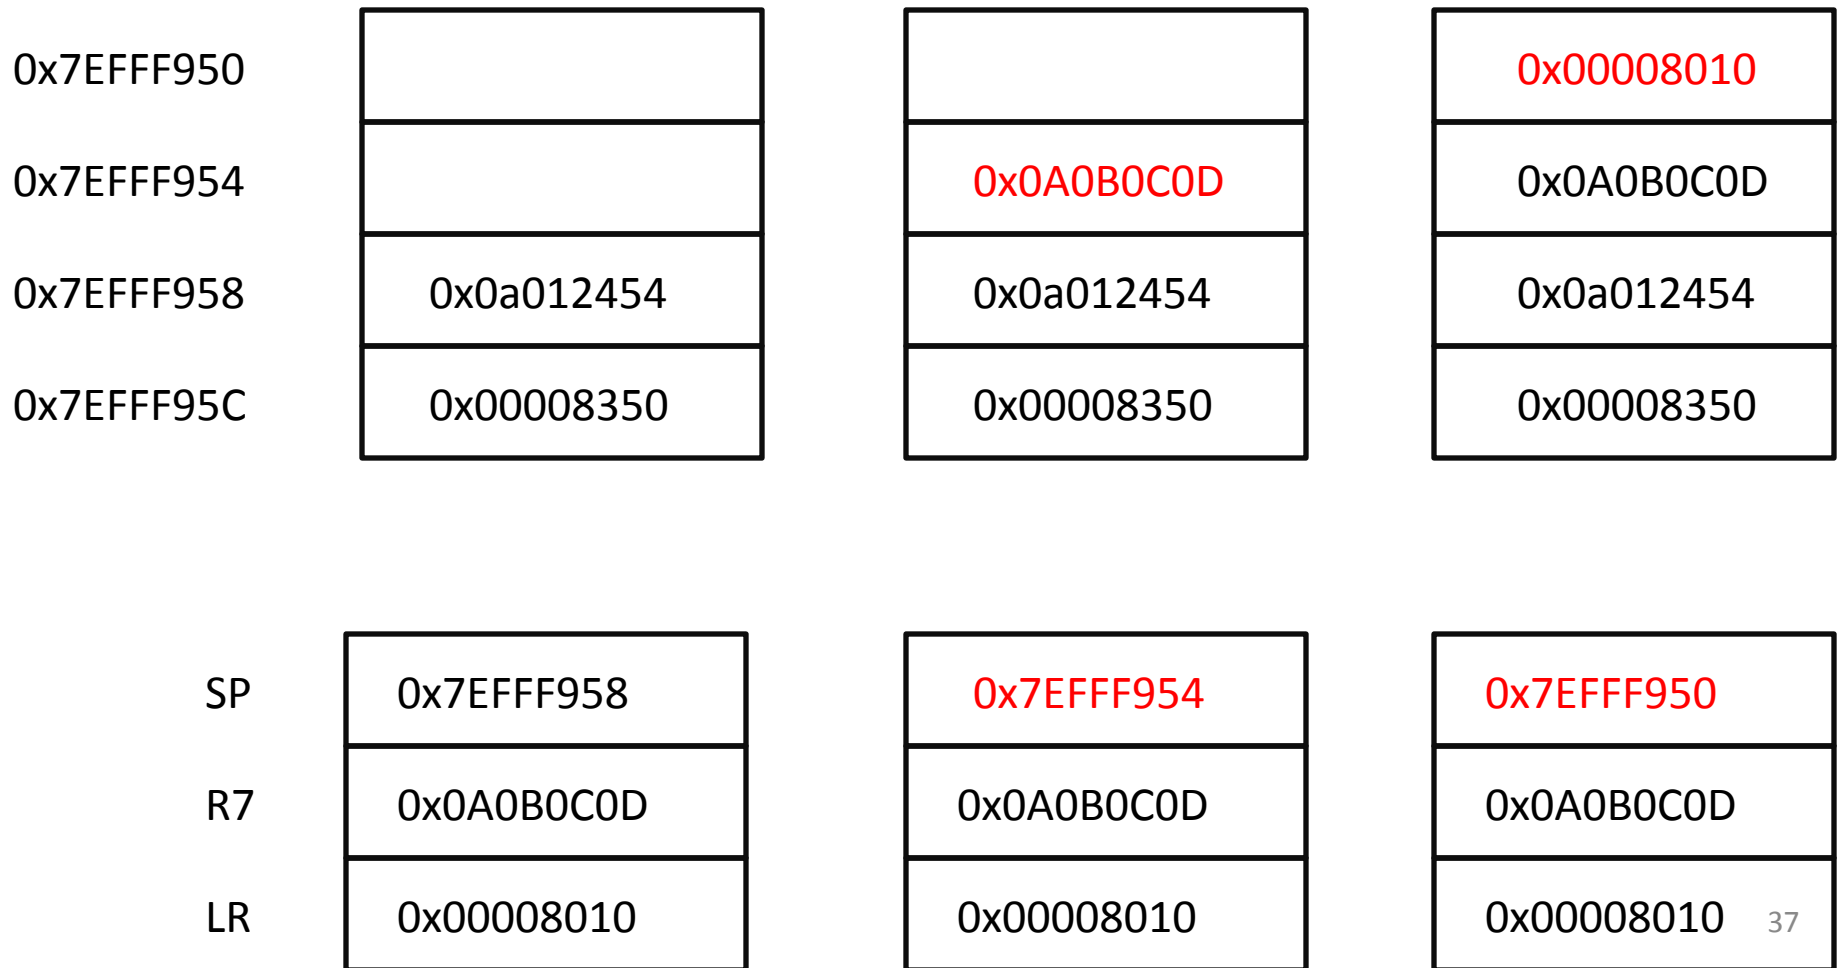 0x7EFFF950 0x00008010
0x7EFFF954 0x0A0B0C0D 0x0A0B0C0D
0x7EFFF958 0x0a012454 0x0a012454 0x0a012454
0x7EFFF95C 0x00008350 0x00008350 0x00008350
SP 0x7EFFF958 0x7EFFF954 0x7EFFF950
R7 0x0A0B0C0D 0x0A0B0C0D 0x0A0B0C0D
LR 0x00008010 0x00008010 0x00008010 37